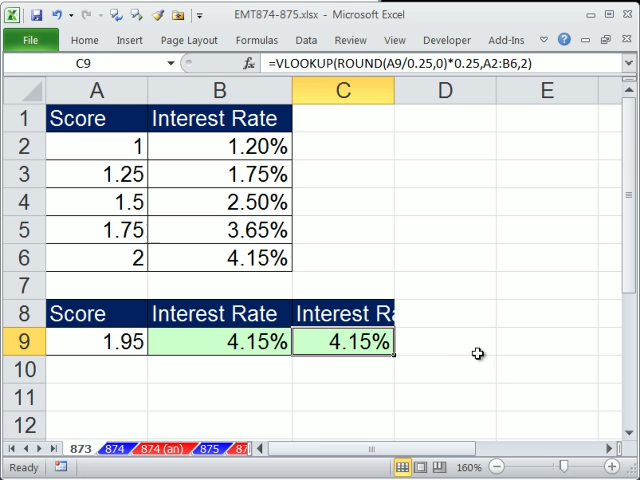 EMT874-875.xlsx - Microsoft Excel
File Home Insert Page Layout Formulas Data Review View Developer Add-Ins
C9 fx =VLOOKUP(ROUND(A9/0.25,0)*0.25,A2:B6,2)
A B C D E
1 Score Interest Rate
2 1 1.20%
3 1.25 1.75%
4 1.5 2.50%
5 1.75 3.65%
6 2 4.15%
7
8 Score Interest Rate Interest Ra
9 1.95 4.15% 4.15%
10
11
12
873 874 874 (an) 875 87
Ready 160%